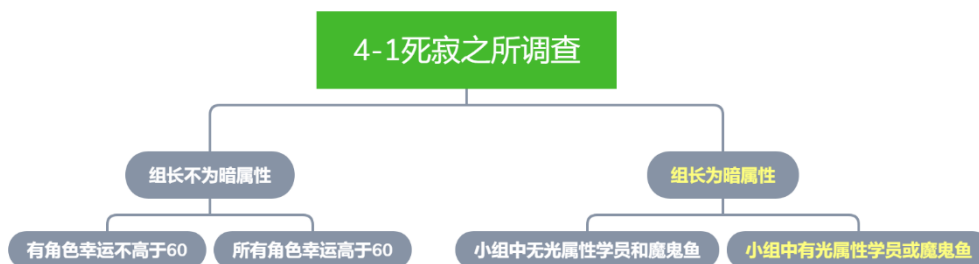 4-1死寂之所调查
组长不为暗属性
组长为暗属性
有角色幸运不高于60
所有角色幸运高于60
小组中无光属性学员和魔鬼鱼
小组中有光属性学员或魔鬼鱼